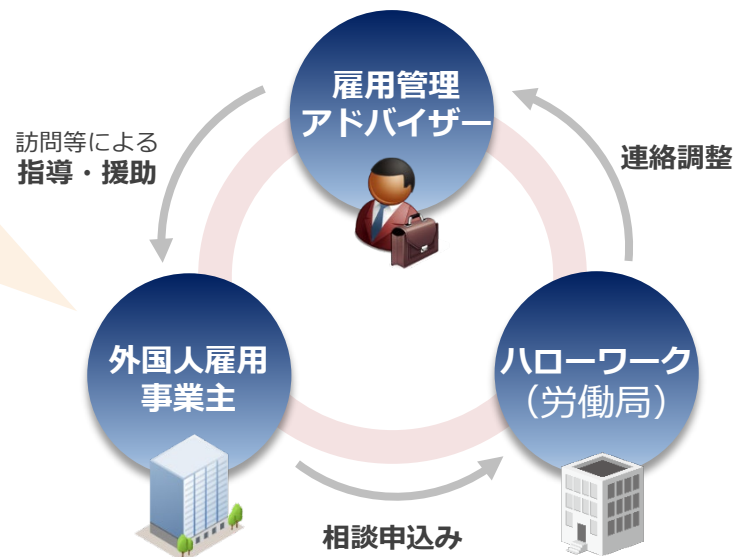 雇用管理
アドバイザー
訪問等による
指導・援助
連絡調整
外国人雇用
事業主
ハローワーク
（労働局）
相談申込み